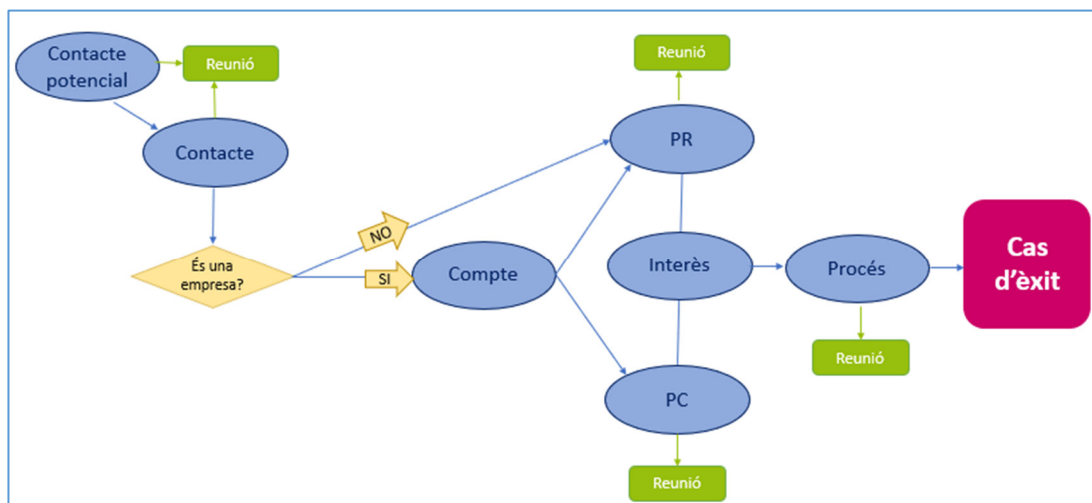 Contacte
potencial
Reunió
Reunió
Contacte
PR
NO
És una
empresa?
SI
Compte
Interès
Procés
Cas
d'èxit
Reunió
PC
Reunió